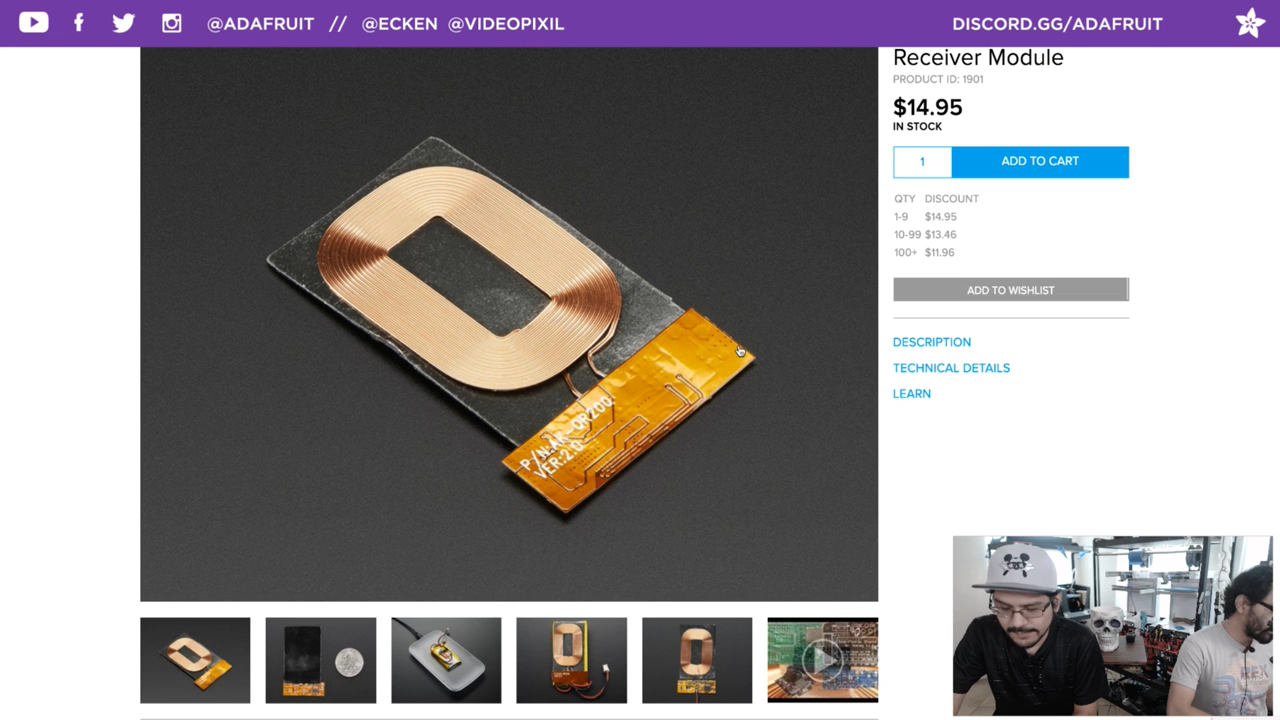 @ADAFRUIT // @ECKEN @VIDEOPIXIL
DISCORD.GG/ADAFRUIT
Receiver Module
PRODUCT ID: 1901
$14.95
IN STOCK
1
ADD TO CART
QTY DISCOUNT
1-9 $14.95
10-99 $13.46
100+ $11.96
ADD TO WISHLIST
DESCRIPTION
TECHNICAL DETAILS
LEARN
P/N:AK-QR200
VER:2.0